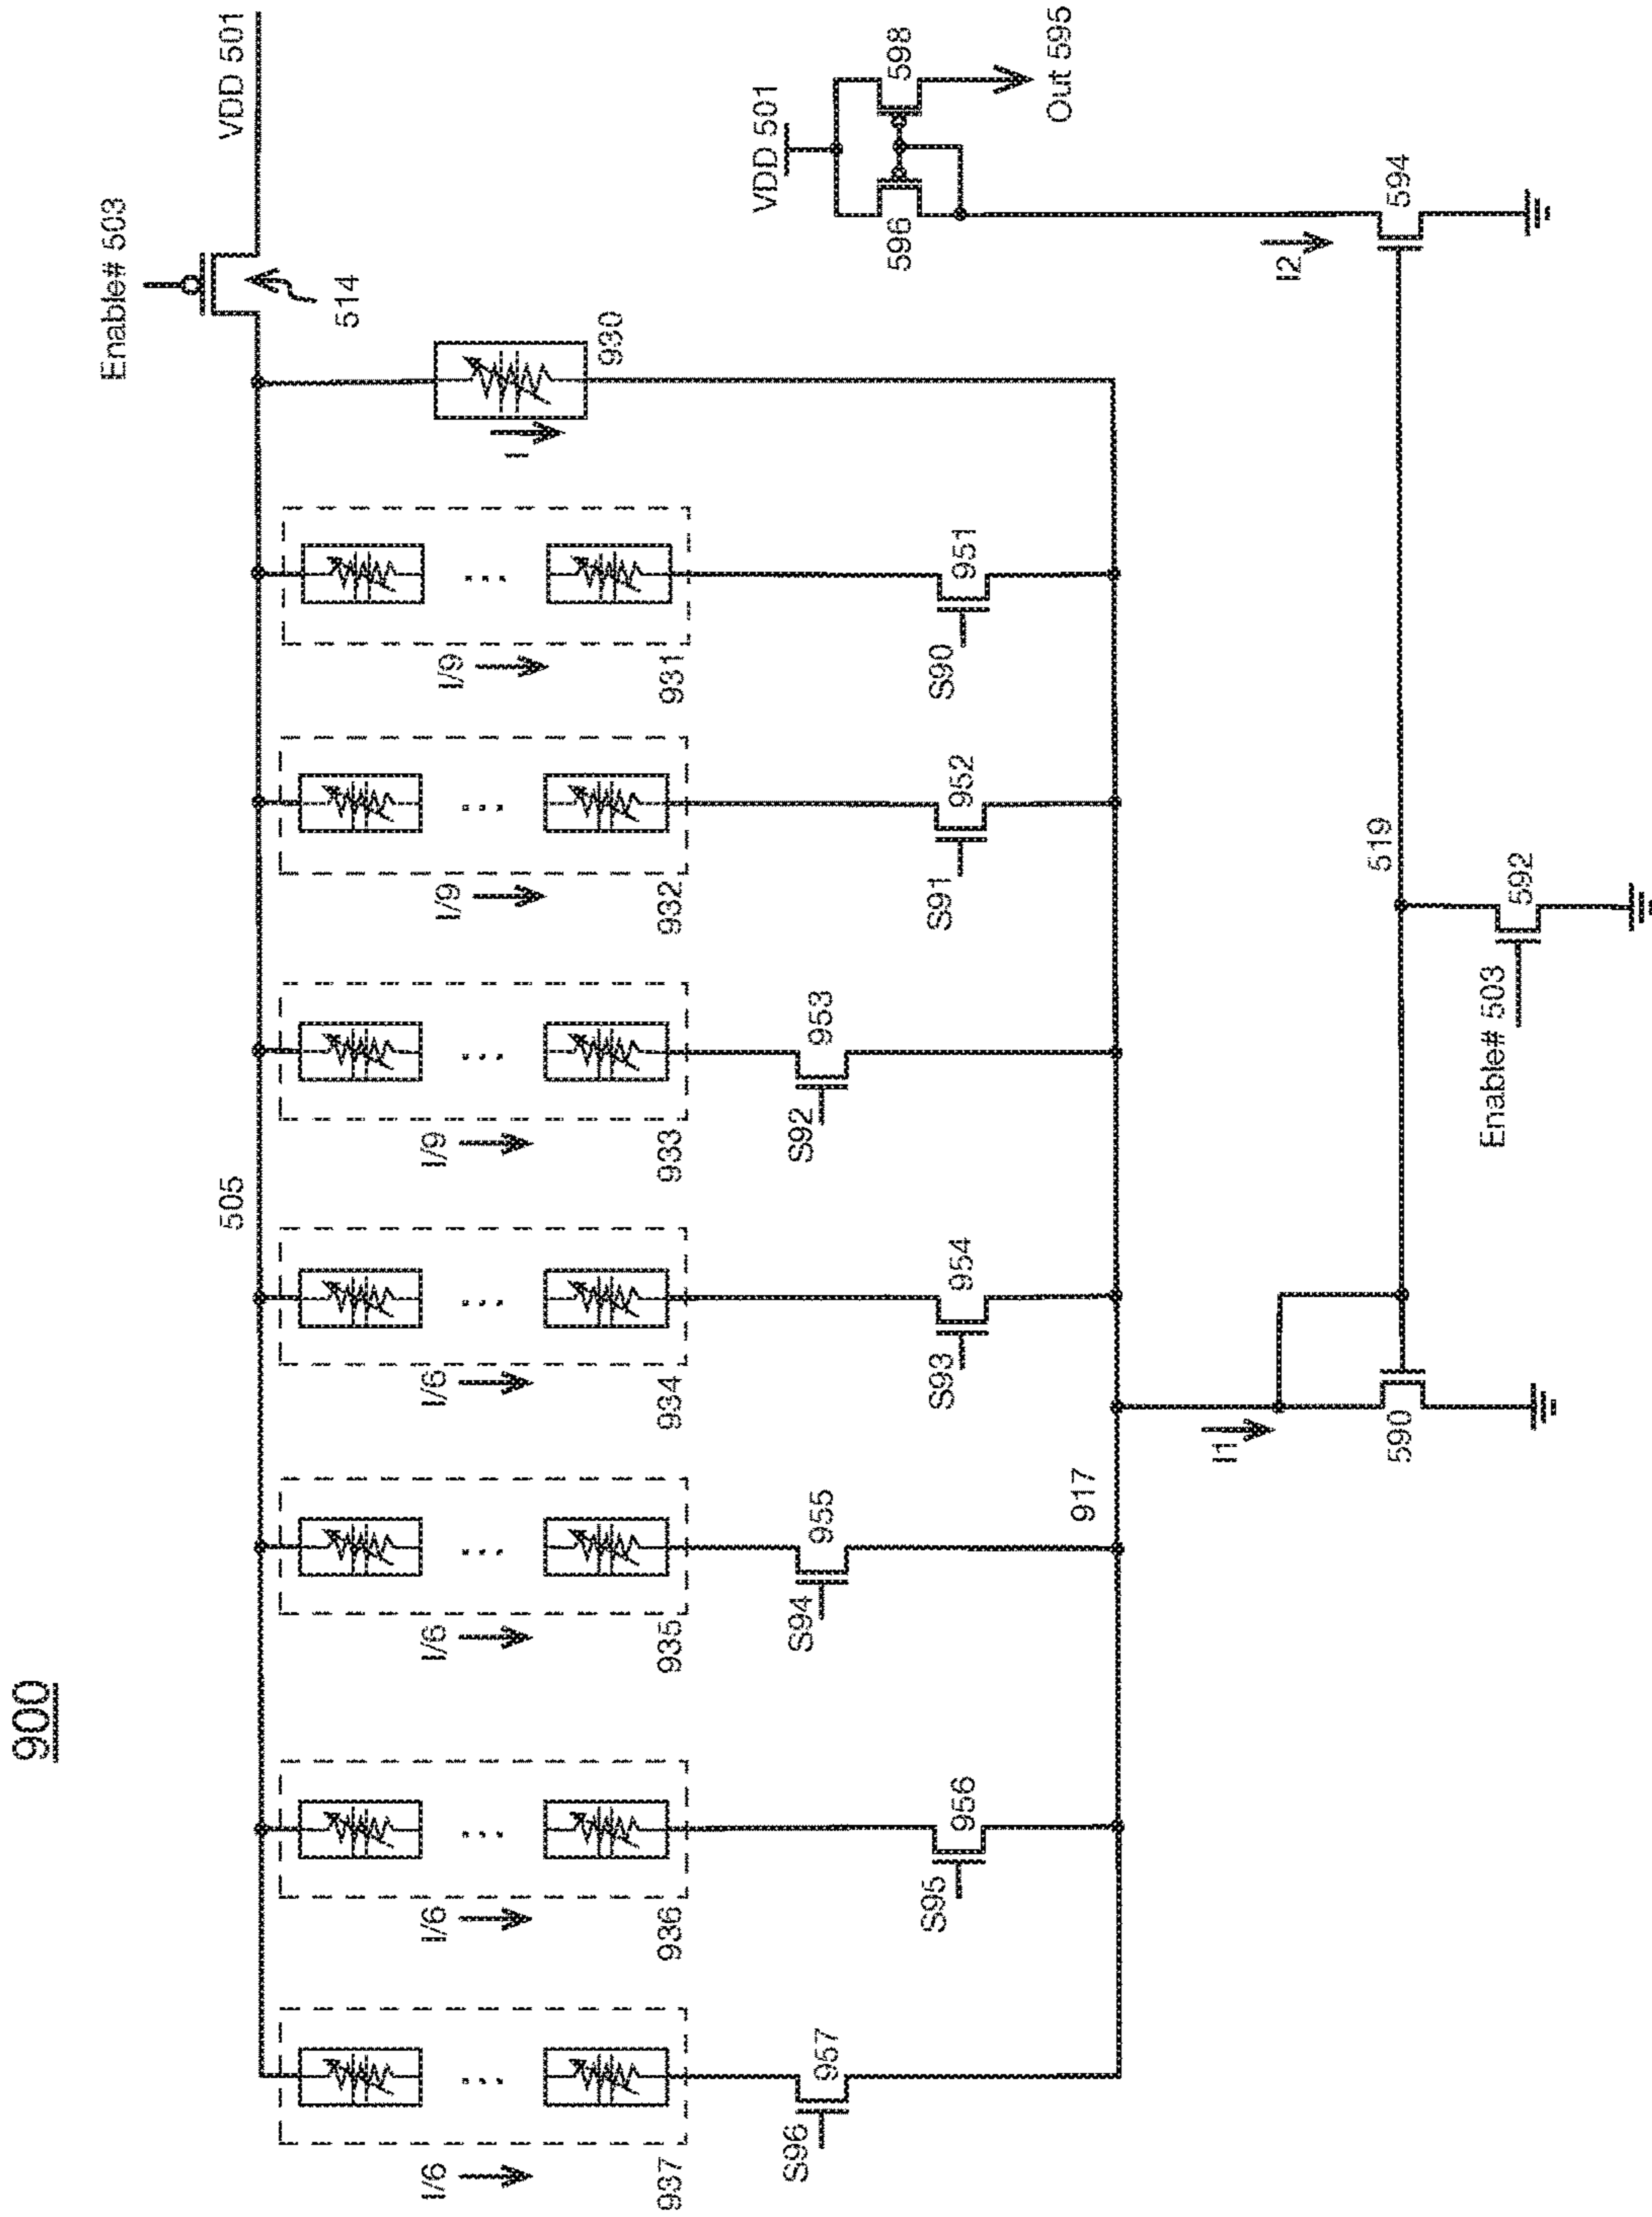 900
Enable# 503
VDD 501
514
505
I/6
I/6
I/6
I/6
I/9
I/9
I/9
I
930
937
936
935
934
933
932
931
S96
957
S95
956
S94
955
S93
954
S92
953
S91
952
S90
951
917
VDD 501
596
598
Out 595
I1
590
519
Enable# 503
592
I2
594